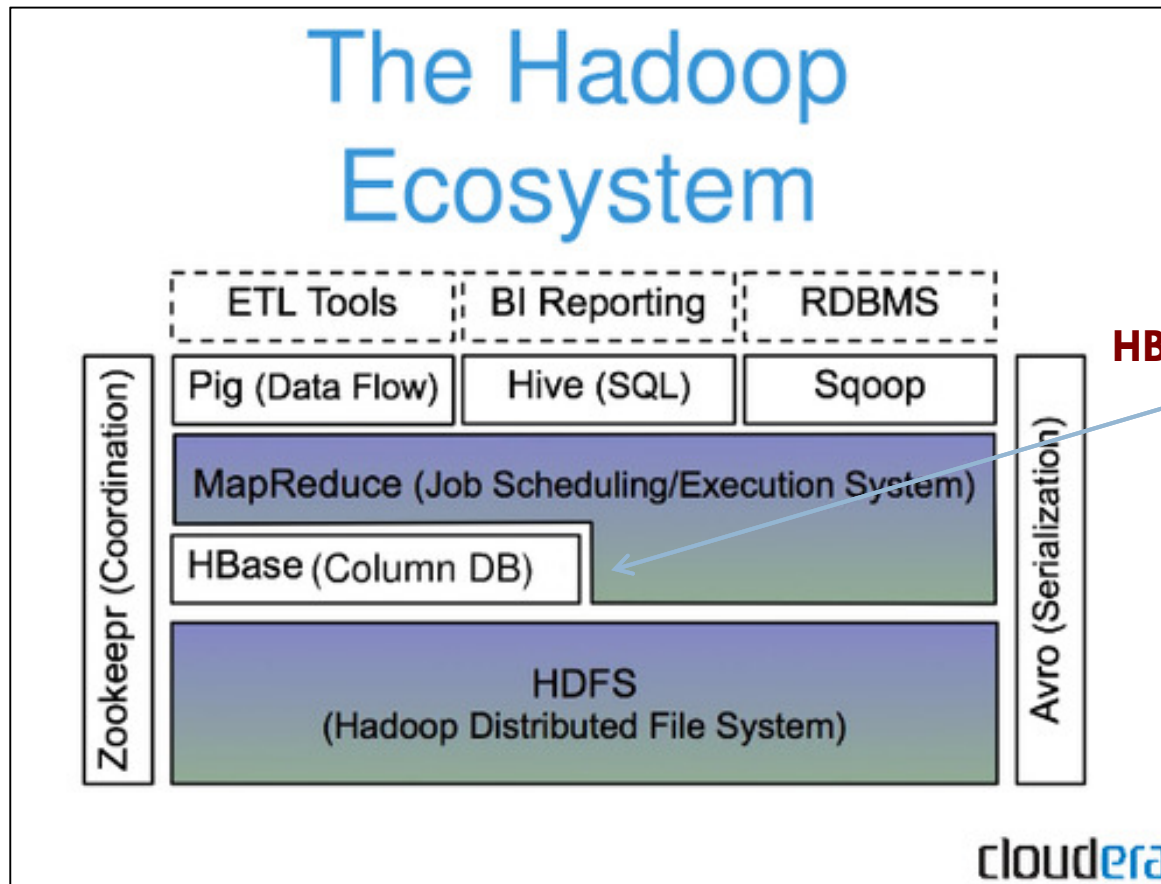 The Hadoop
Ecosystem
ETL Tools
BI Reporting
RDBMS
HB
Pig (Data Flow)
Hive (SQL)
Sqoop
Zookeepr (Coordination)
MapReduce (Job Scheduling/Execution System)
HBase (Column DB)
HDFS
(Hadoop Distributed File System)
Avro (Serialization)
cloudera